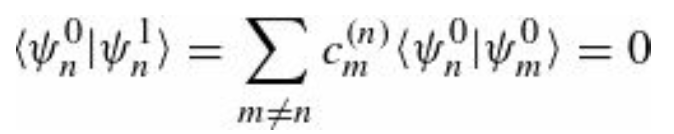 ⟨ψ_n^0|ψ_n^1⟩ = ∑_{m≠n} c_m^{(n)} ⟨ψ_n^0|ψ_m^0⟩ = 0